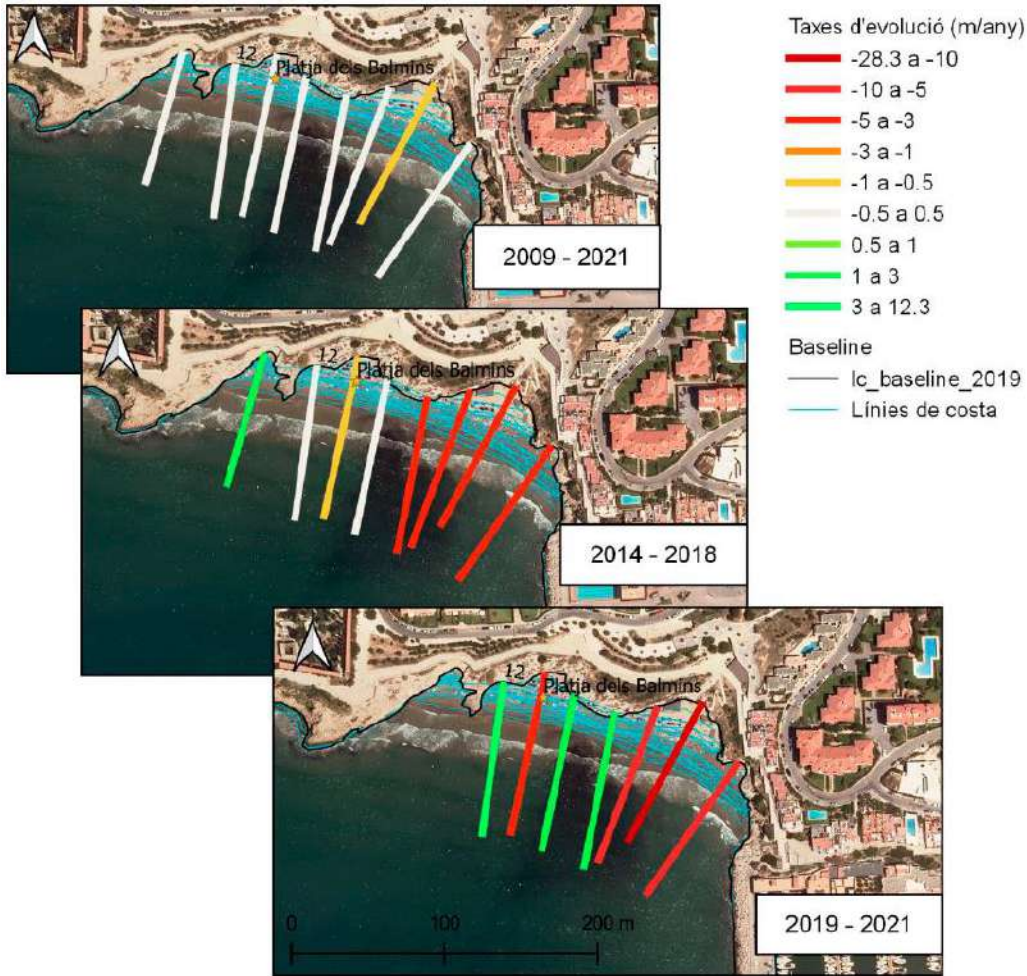 Taxes d'evolució (m/any)
-28.3 a -10
-10 a -5
-5 a -3
-3 a -1
-1 a -0.5
-0.5 a 0.5
0.5 a 1
1 a 3
3 a 12.3
Baseline
lc_baseline_2019
Línies de costa
12
Platja dels Balmins
2009 - 2021
12
Platja dels Balmins
2014 - 2018
12
Platja dels Balmins
0 100 200 m
2019 - 2021